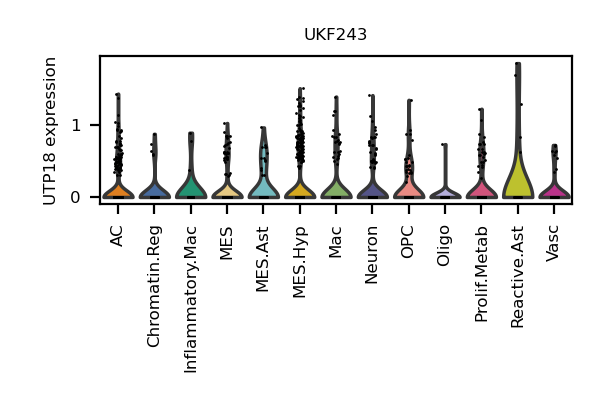 UKF243
UTP18 expression
1
0
AC
Chromatin.Reg
Inflammatory.Mac
MES
MES.Ast
MES.Hyp
Mac
Neuron
OPC
Oligo
Prolif.Metab
Reactive.Ast
Vasc